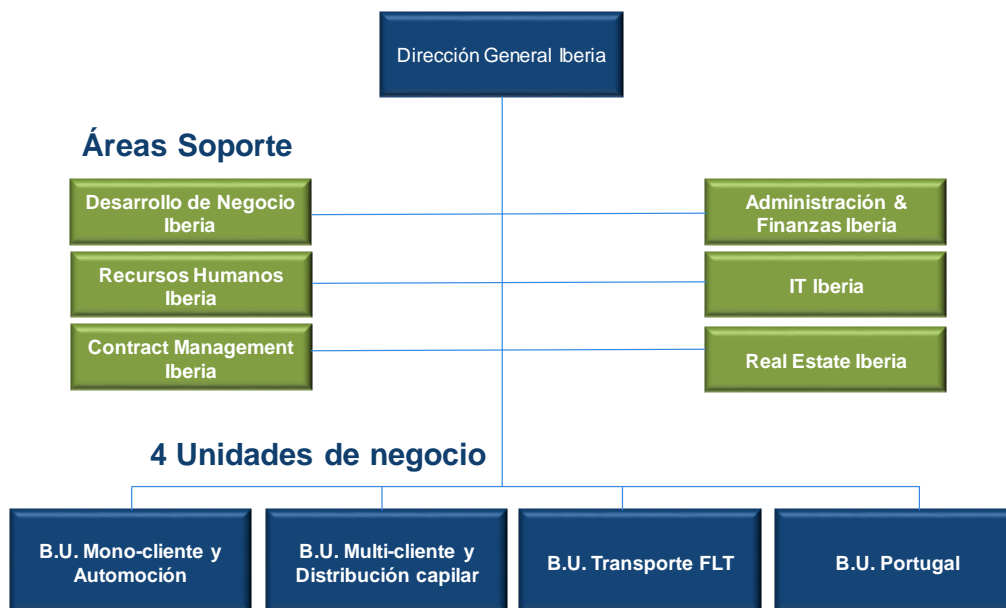 Dirección General Iberia
Áreas Soporte
Desarrollo de Negocio
Iberia
Administración &
Finanzas Iberia
Recursos Humanos
Iberia
IT Iberia
Contract Management
Iberia
Real Estate Iberia
4 Unidades de negocio
B.U. Mono-cliente y
Automoción
B.U. Multi-cliente y
Distribución capilar
B.U. Transporte FLT
B.U. Portugal